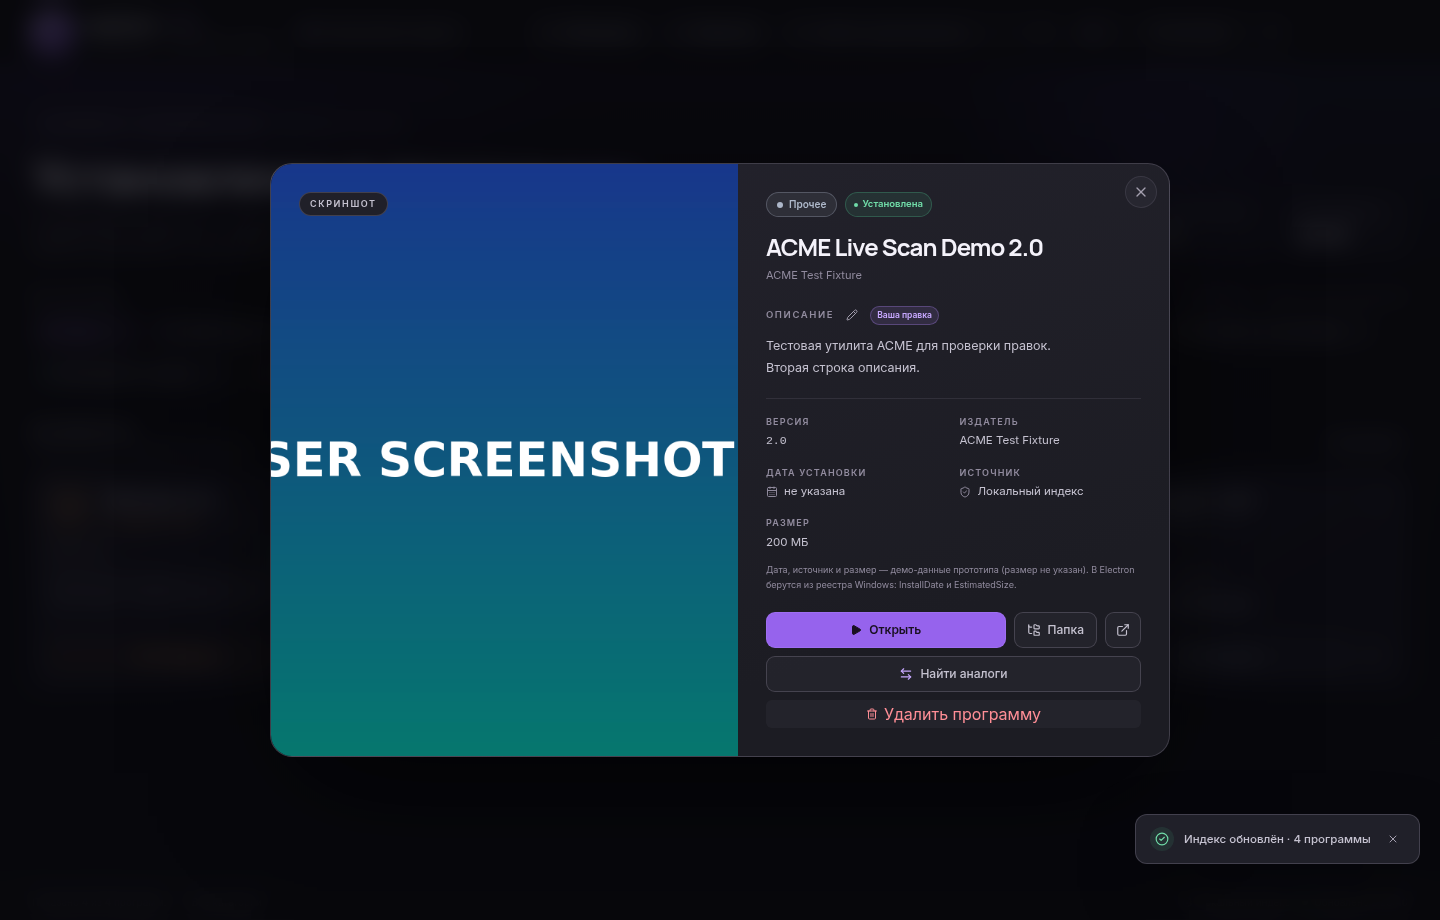 СКРИНШОТ
SER SCREENSHOT
Прочее
Установлена
ACME Live Scan Demo 2.0
ACME Test Fixture
ОПИСАНИЕ
Ваша правка
Тестовая утилита ACME для проверки правок.
Вторая строка описания.
ВЕРСИЯ
2.0
ИЗДАТЕЛЬ
ACME Test Fixture
ДАТА УСТАНОВКИ
не указана
ИСТОЧНИК
Локальный индекс
РАЗМЕР
200 МБ
Дата, источник и размер — демо-данные прототипа (размер не указан). В Electron
берутся из реестра Windows: InstallDate и EstimatedSize.
Открыть
Папка
Найти аналоги
Удалить программу
Индекс обновлён · 4 программы